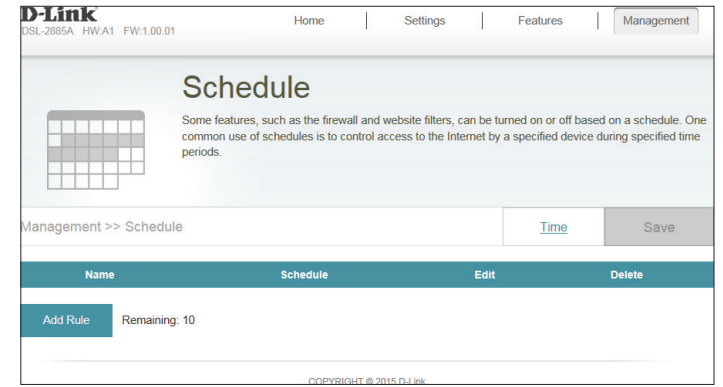 D-Link
DSL-2885A HW:A1 FW:1.00.01
Home Settings Features Management
Schedule
Some features, such as the firewall and website filters, can be turned on or off based on a schedule. One
common use of schedules is to control access to the Internet by a specified device during specified time
periods.
Management >> Schedule Time Save
Name Schedule Edit Delete
Add Rule Remaining: 10
COPYRIGHT © 2015 D-Link